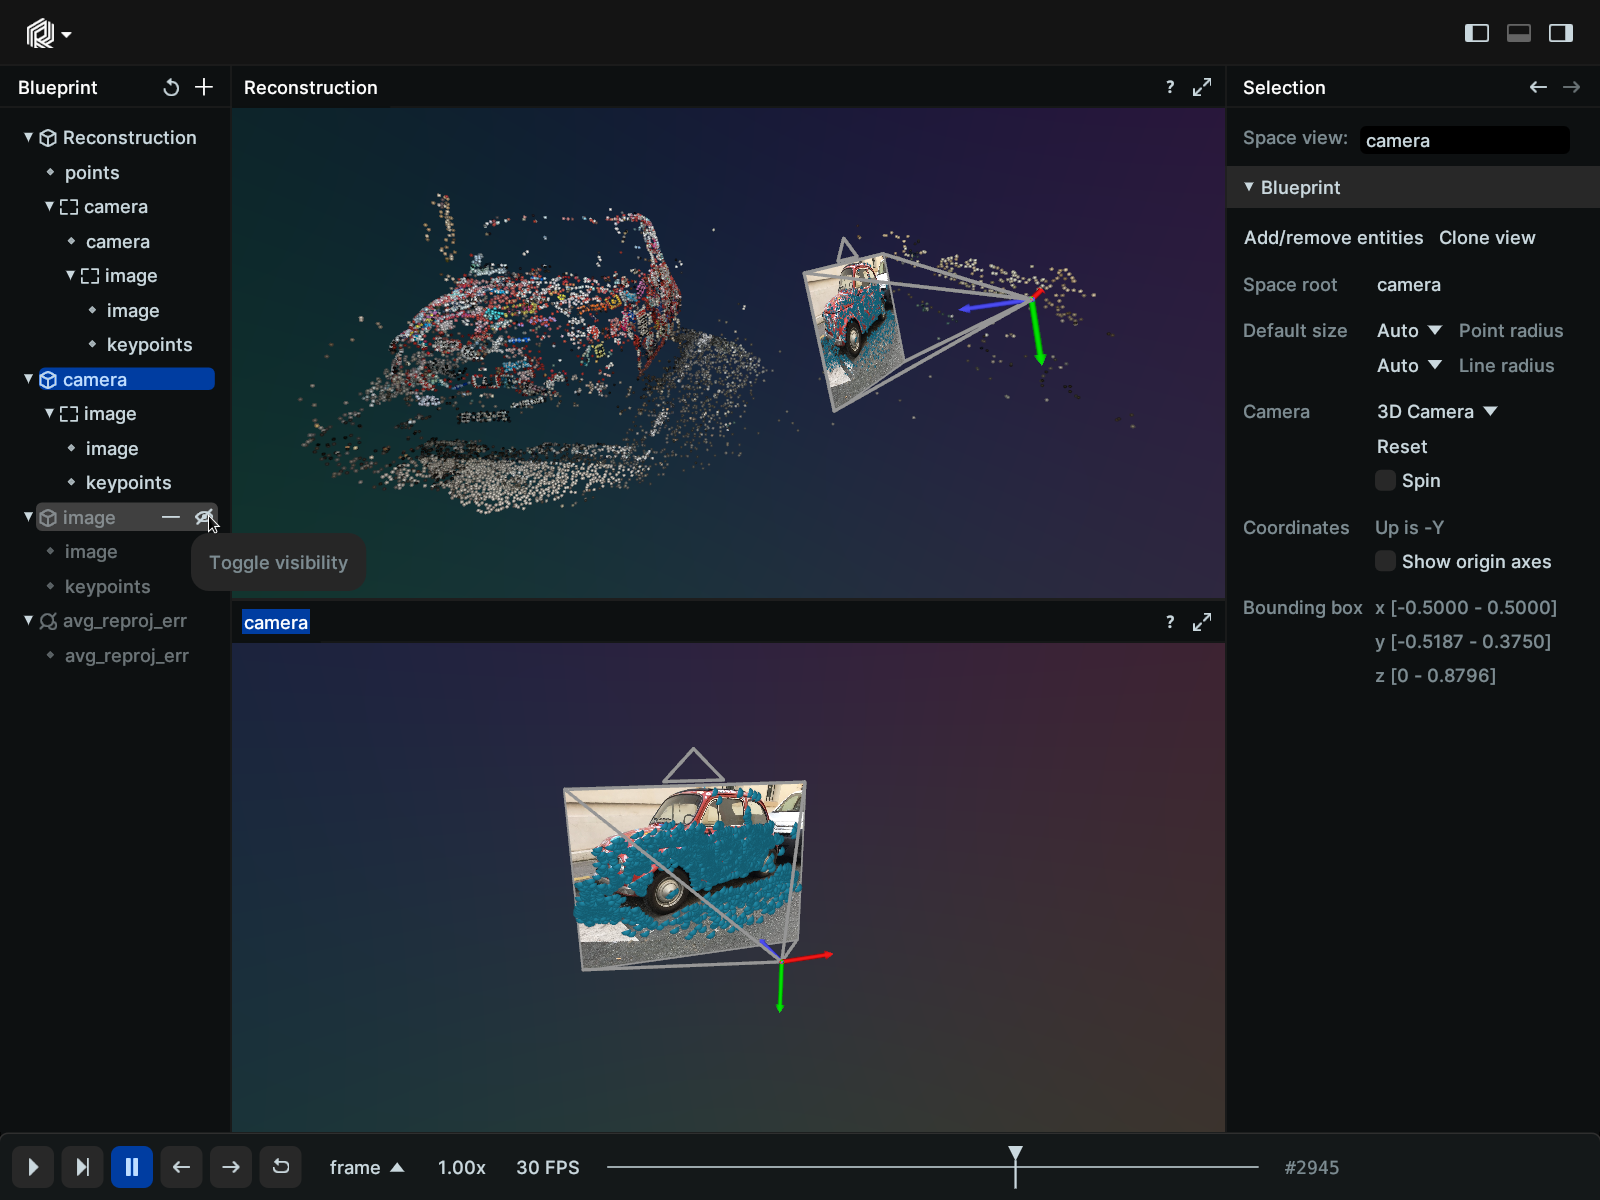 Blueprint
Reconstruction
points
camera
camera
image
image
keypoints
camera
image
image
keypoints
image
image
keypoints
avg_reproj_err
avg_reproj_err
Toggle visibility
Reconstruction
?
camera
?
Selection
Space view: camera
Blueprint
Add/remove entities Clone view
Space root camera
Default size Auto Point radius
Auto Line radius
Camera 3D Camera
Reset
Spin
Coordinates Up is -Y
Show origin axes
Bounding box x [-0.5000 - 0.5000]
y [-0.5187 - 0.3750]
z [0 - 0.8796]
frame 1.00x 30 FPS #2945